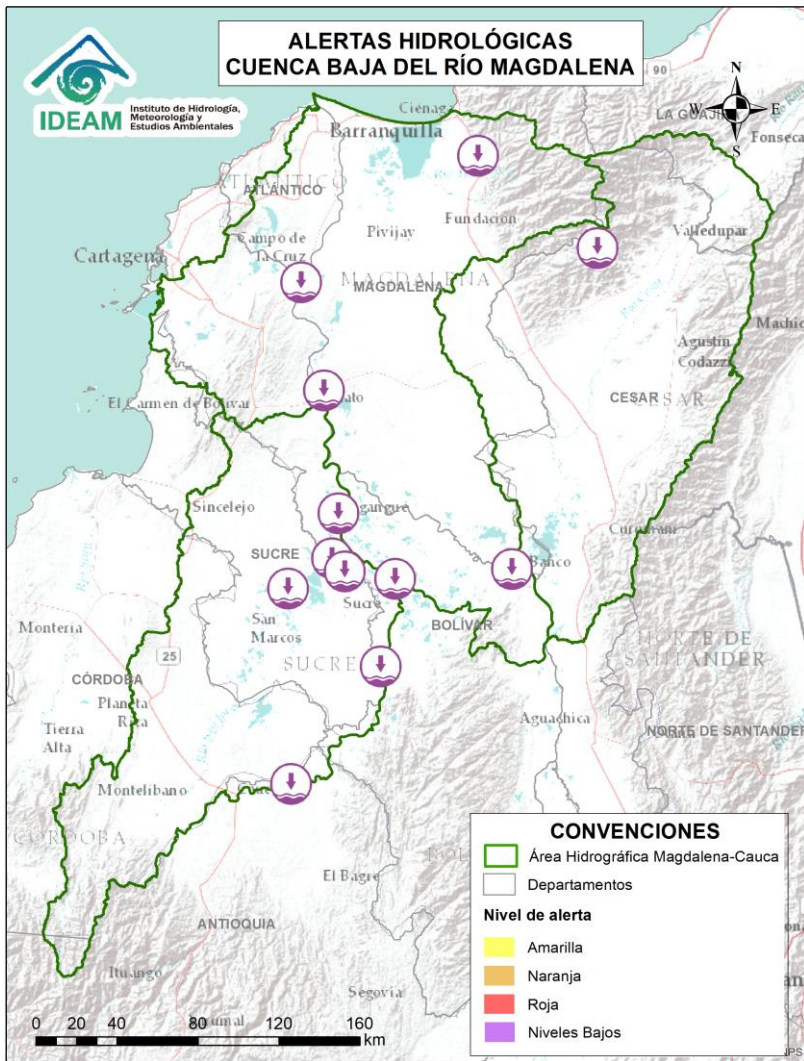 ALERTAS HIDROLÓGICAS
CUENCA BAJA DEL RÍO MAGDALENA
IDEAM
Instituto de Hidrología,
Meteorología y
Estudios Ambientales
N
W
E
S
90
LA GUAJIRA
Ciénaga
Barranquilla
Fonseca
ATLÁNTICO
ATLÁNTICO
Fundación
Pivijay
Valledupar
Campo de
la Cruz
Cartagena
MAGDALENA
MAGDALENA
Agustín
Codazzi
CESAR
CESAR
El Carmen de Bolívar
Sincelejo
Curumaní
SUCRE
Banco
Sucre
San
Marcos
BOLÍVAR
Montería
SUCRE
NORTE DE
SANTANDER
25
CÓRDOBA
Planeta
Rica
Aguachica
NORTE DE SANTANDER
Tierra
Alta
Montelibano
CÓRDOBA
El Bagre
ANTIOQUIA
Ituango
Segovia
CONVENCIONES
Área Hidrográfica Magdalena-Cauca
Departamentos
Nivel de alerta
Amarilla
Naranja
Roja
Niveles Bajos
0 20 40 80 120 160
km